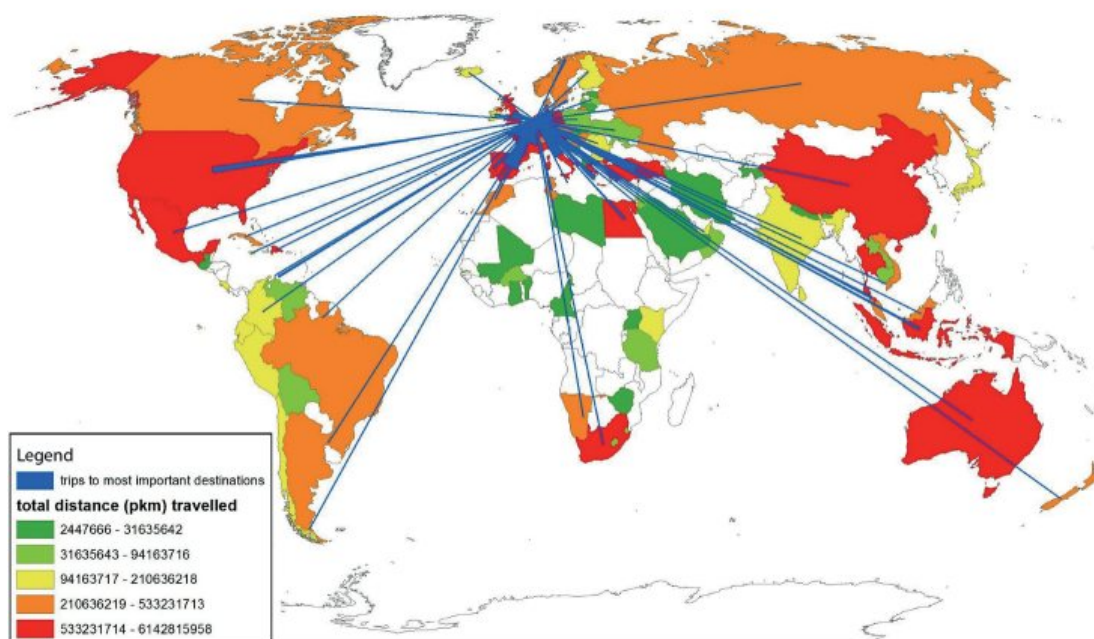 Legend
trips to most important destinations
total distance (pkm) travelled
2447666 - 31635642
31635643 - 94163716
94163717 - 210636218
210636219 - 533231713
533231714 - 6142815958